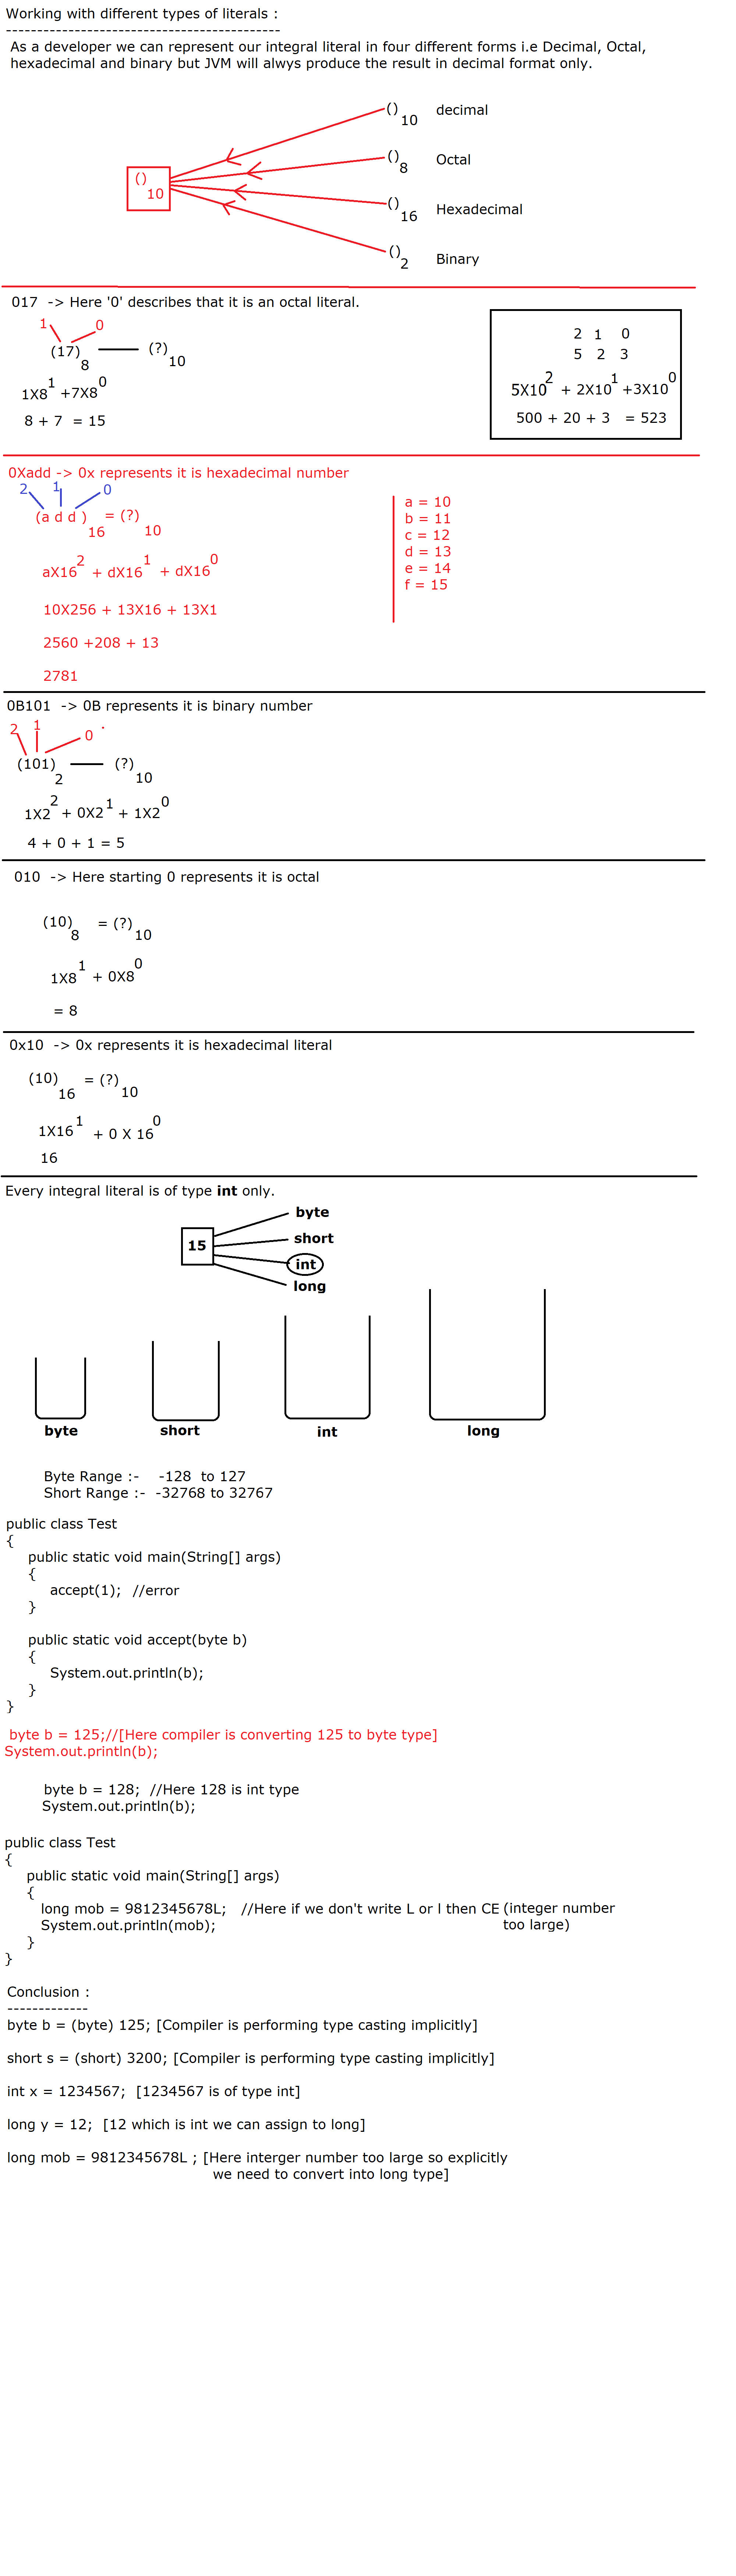 Working with different types of literals :
------------------------------------------
As a developer we can represent our integral literal in four different forms i.e Decimal, Octal,
hexadecimal and binary but JVM will alwys produce the result in decimal format only.
()10 decimal
()8 Octal
()10
()16 Hexadecimal
()2 Binary
017 -> Here '0' describes that it is an octal literal.
1 0
(17)8 (?)10
1X8^1 +7X8^0
8 + 7 = 15
2 1 0
5 2 3
5X10^2 + 2X10^1 +3X10^0
500 + 20 + 3 = 523
0Xadd -> 0x represents it is hexadecimal number
2 1 0
(a d d )16 = (?)10
aX16^2 + dX16^1 + dX16^0
10X256 + 13X16 + 13X1
2560 +208 + 13
2781
a = 10
b = 11
c = 12
d = 13
e = 14
f = 15
0B101 -> 0B represents it is binary number
2 1 0
(101)2 (?)10
1X2^2 + 0X2^1 + 1X2^0
4 + 0 + 1 = 5
010 -> Here starting 0 represents it is octal
(10)8 = (?)10
1X8^1 + 0X8^0
= 8
0x10 -> 0x represents it is hexadecimal literal
(10)16 = (?)10
1X16^1 + 0 X 16^0
16
Every integral literal is of type int only.
byte
short
15
int
long
byte short int long
Byte Range :- -128 to 127
Short Range :- -32768 to 32767
public class Test
{
public static void main(String[] args)
{
accept(1); //error
}
public static void accept(byte b)
{
System.out.println(b);
}
}
byte b = 125;//[Here compiler is converting 125 to byte type]
System.out.println(b);
byte b = 128; //Here 128 is int type
System.out.println(b);
public class Test
{
public static void main(String[] args)
{
long mob = 9812345678L; //Here if we don't write L or l then CE (integer number
too large)
System.out.println(mob);
}
}
Conclusion :
-------------
byte b = (byte) 125; [Compiler is performing type casting implicitly]
short s = (short) 3200; [Compiler is performing type casting implicitly]
int x = 1234567; [1234567 is of type int]
long y = 12; [12 which is int we can assign to long]
long mob = 9812345678L ; [Here interger number too large so explicitly
we need to convert into long type]